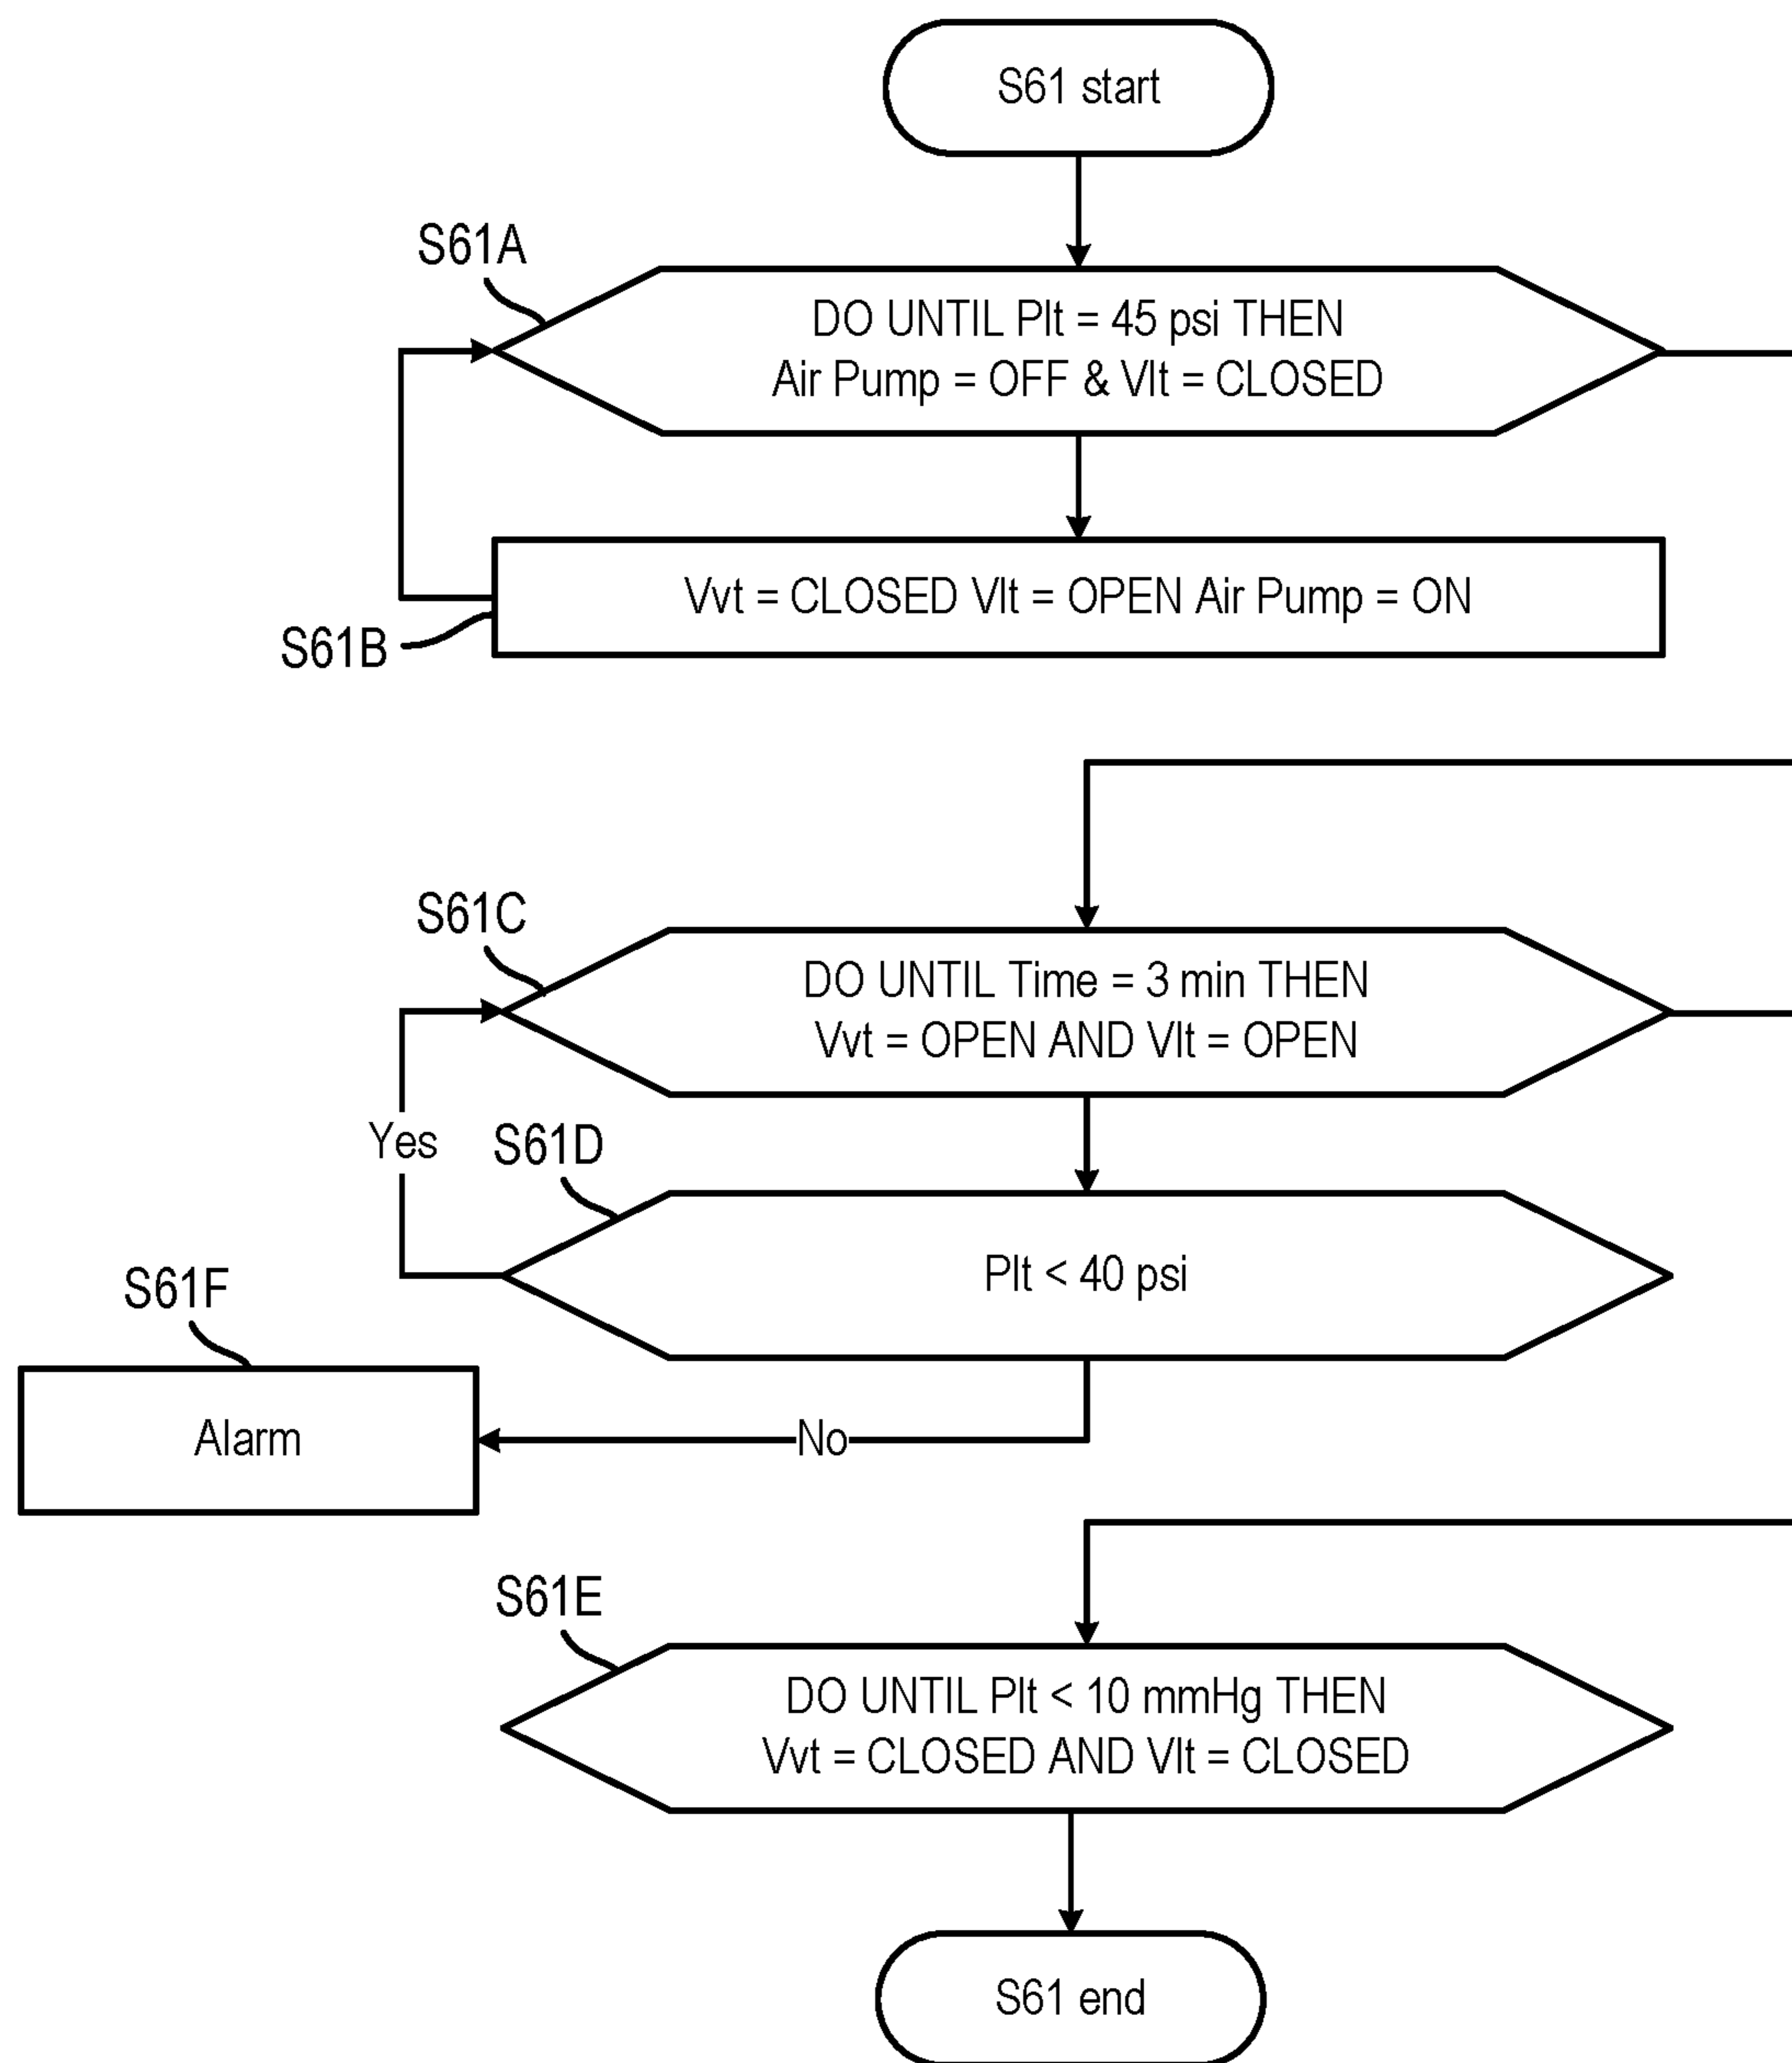 S61 start
S61A
DO UNTIL Plt = 45 psi THEN
Air Pump = OFF & Vlt = CLOSED
Vvt = CLOSED Vlt = OPEN Air Pump = ON
S61B
S61C
DO UNTIL Time = 3 min THEN
Vvt = OPEN AND Vlt = OPEN
Yes
S61D
Plt < 40 psi
S61F
Alarm
No
S61E
DO UNTIL Plt < 10 mmHg THEN
Vvt = CLOSED AND Vlt = CLOSED
S61 end